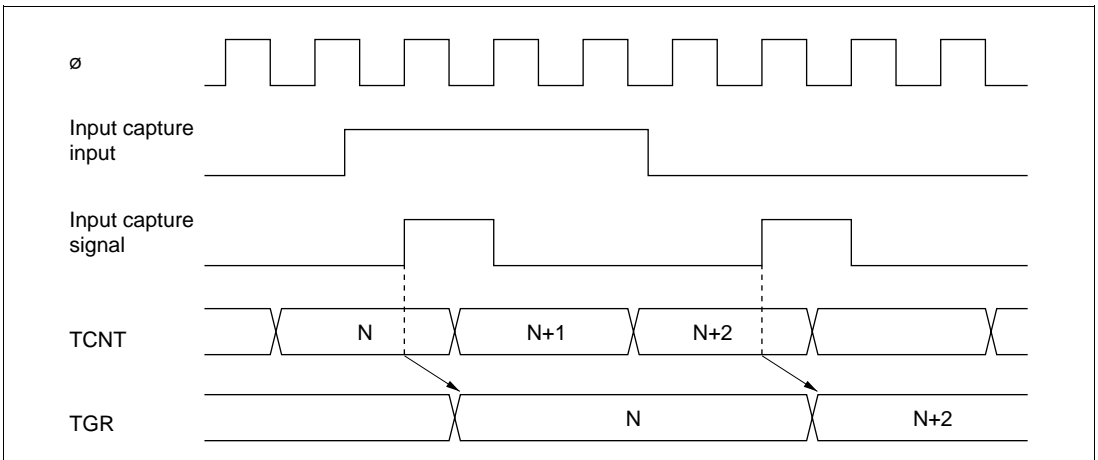 ø
Input capture
input
Input capture
signal
TCNT N N+1 N+2
TGR N N+2